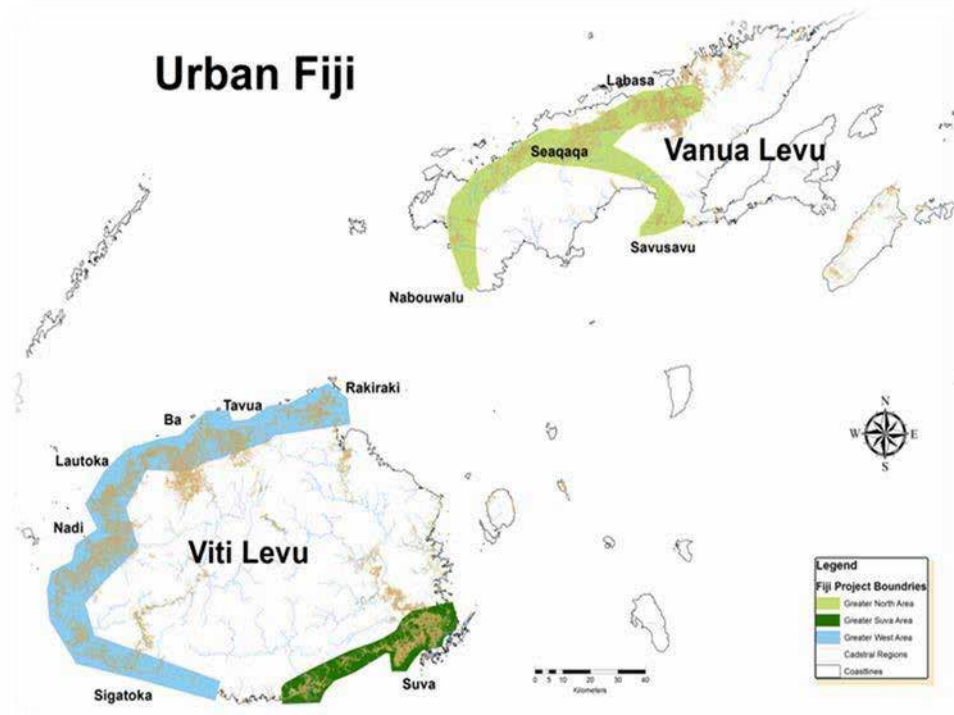 Urban Fiji
Labasa
Seaqaqa
Vanua Levu
Savusavu
Nabouwalu
Rakiraki
Tavua
Ba
Lautoka
Nadi
Viti Levu
Sigatoka
Suva
N
W E
S
Legend
Fiji Project Boundries
Greater North Area
Greater Suva Area
Greater West Area
Cadstral Regions
Coastlines
0 5 10 20 30 40
Kilometers